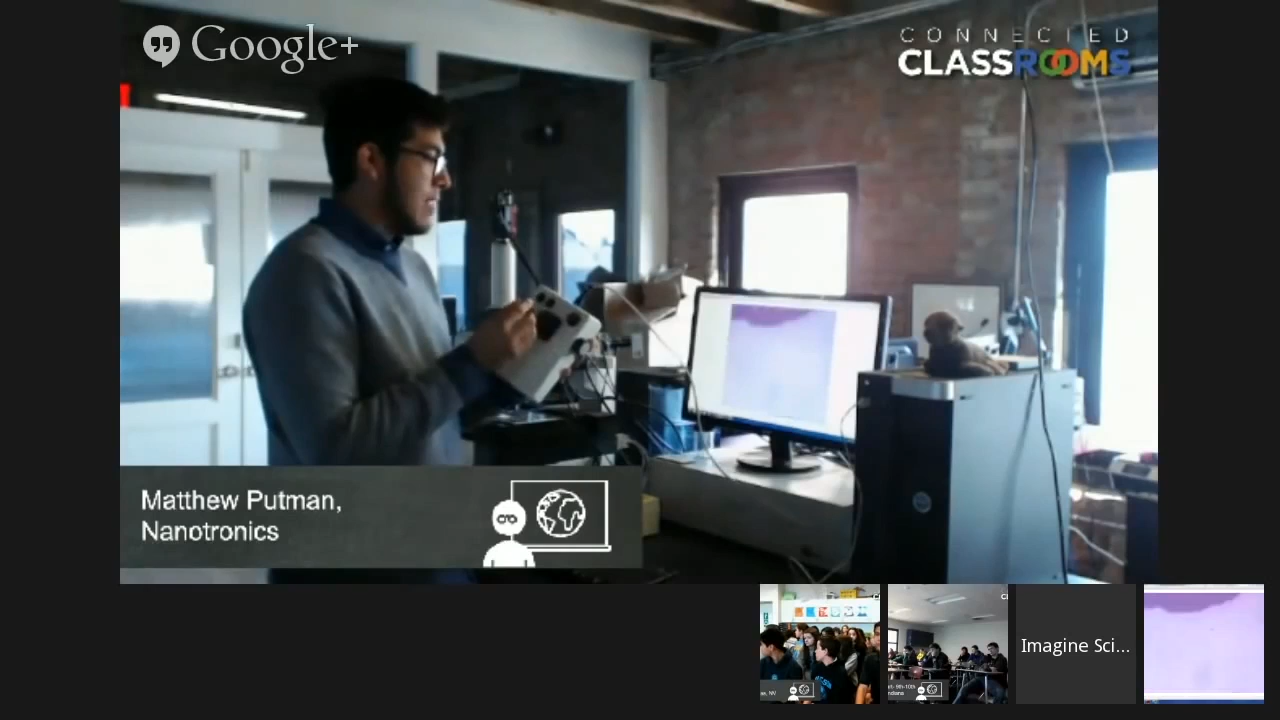 Google+
CONNECTED
CLASSROOMS
Matthew Putman,
Nanotronics
Imagine Sci...